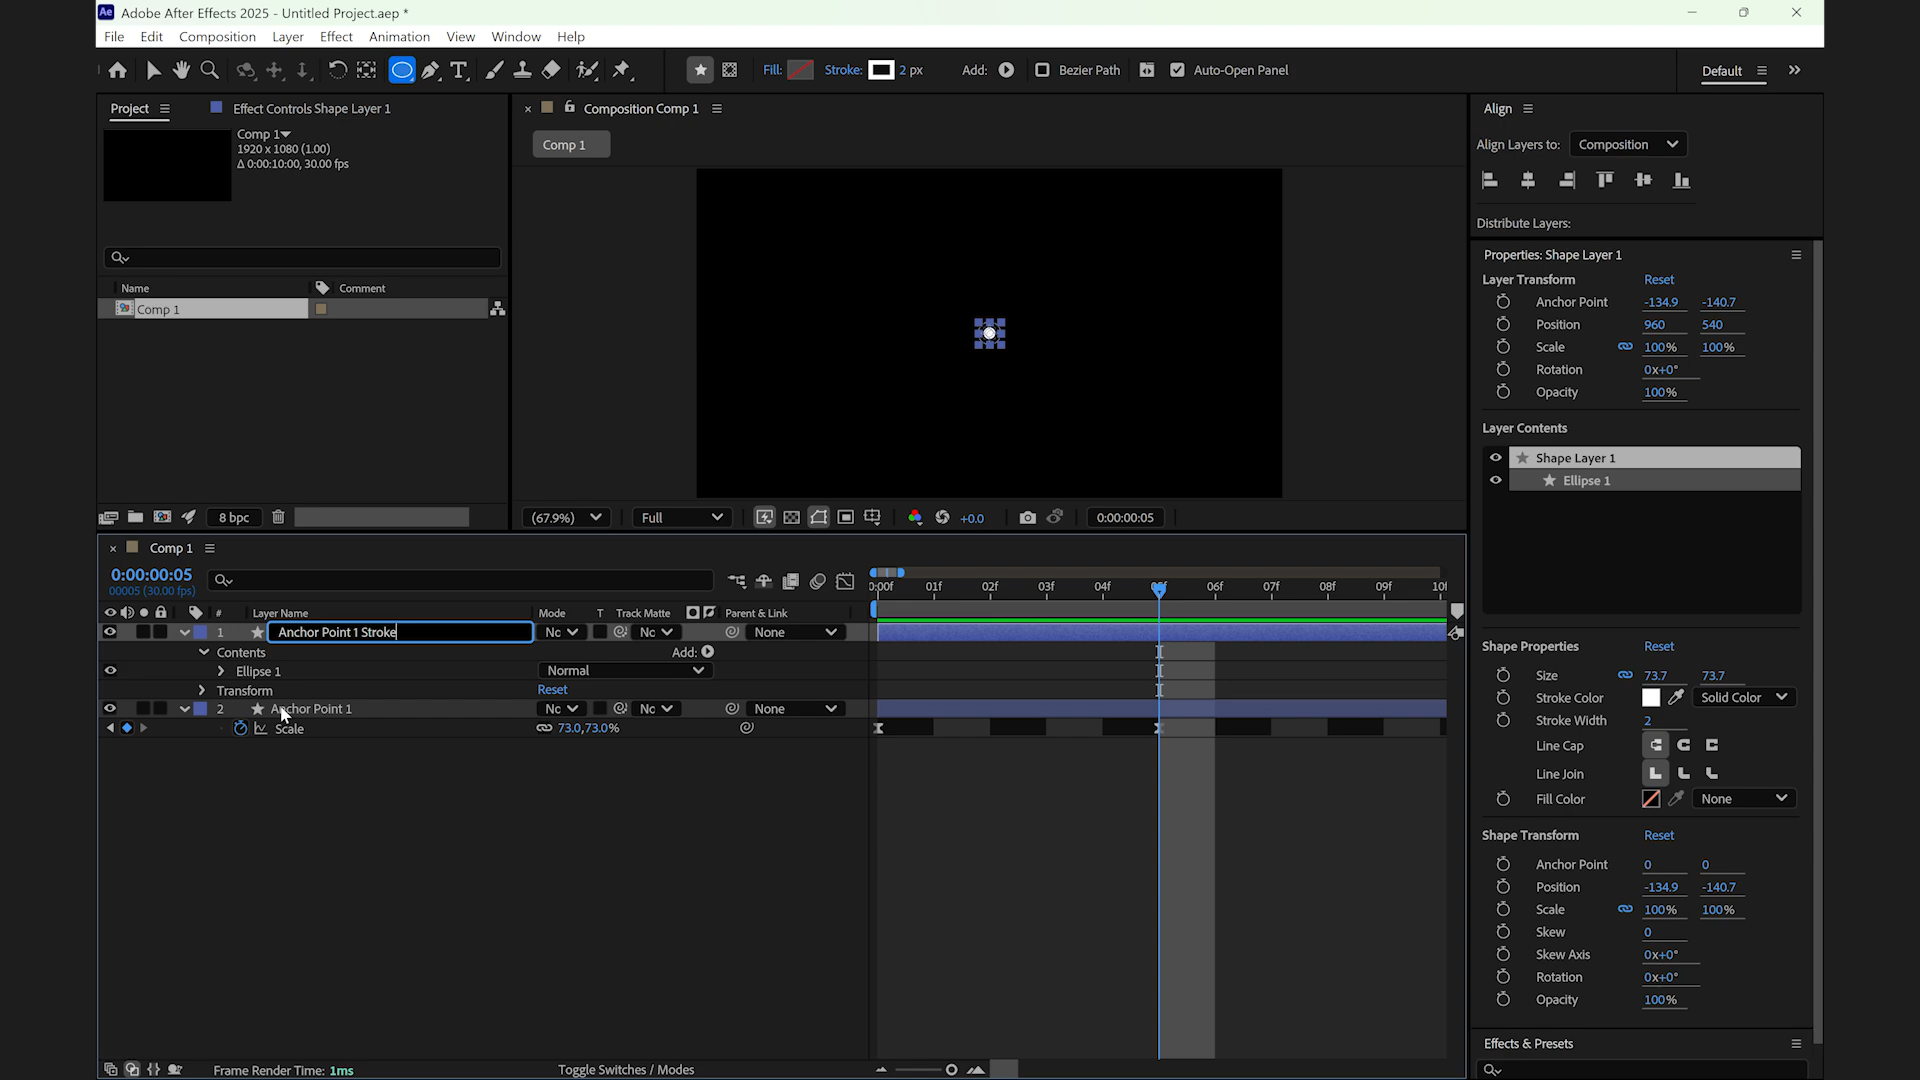 Ae Adobe After Effects 2025 - Untitled Project.aep *
File Edit Composition Layer Effect Animation View Window Help
Fill: Stroke: 2 px Add: Bezier Path Auto-Open Panel Default
Project Effect Controls Shape Layer 1
Comp 1
1920 x 1080 (1.00)
Δ 0:00:10:00, 30.00 fps
Name Comment
Comp 1
8 bpc
Composition Comp 1
Comp 1
(67.9%) Full +0.0 0:00:00:05
Align
Align Layers to: Composition
Distribute Layers:
Properties: Shape Layer 1
Layer Transform Reset
Anchor Point -134.9 -140.7
Position 960 540
Scale 100% 100%
Rotation 0x+0°
Opacity 100%
Layer Contents
Shape Layer 1
Ellipse 1
Shape Properties Reset
Size 73.7 73.7
Stroke Color Solid Color
Stroke Width 2
Line Cap
Line Join
Fill Color None
Shape Transform Reset
Anchor Point 0 0
Position -134.9 -140.7
Scale 100% 100%
Skew 0
Skew Axis 0x+0°
Rotation 0x+0°
Opacity 100%
Effects & Presets
Comp 1
0:00:00:05
00005 (30.00 fps)
01f 02f 03f 04f 06f 07f 08f 09f
# Layer Name Mode T Track Matte Parent & Link
1 Anchor Point 1 Stroke Nc Nc None
Contents Add:
Ellipse 1 Normal
Transform Reset
2 Anchor Point 1 Nc Nc None
Scale 73.0,73.0%
Frame Render Time: 1ms Toggle Switches / Modes